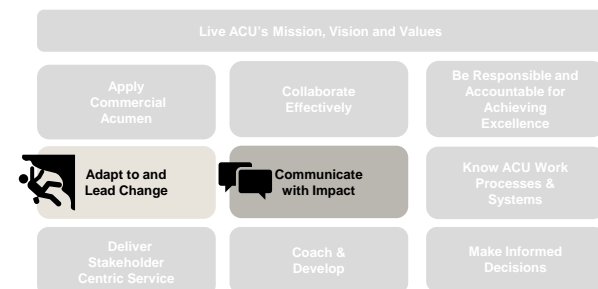 Live ACU's Mission, Vision and Values
Apply
Commercial
Acumen
Collaborate
Effectively
Be Responsible and
Accountable for
Achieving
Excellence
Adapt to and
Lead Change
Communicate
with Impact
Know ACU Work
Processes &
Systems
Deliver
Stakeholder
Centric Service
Coach &
Develop
Make Informed
Decisions